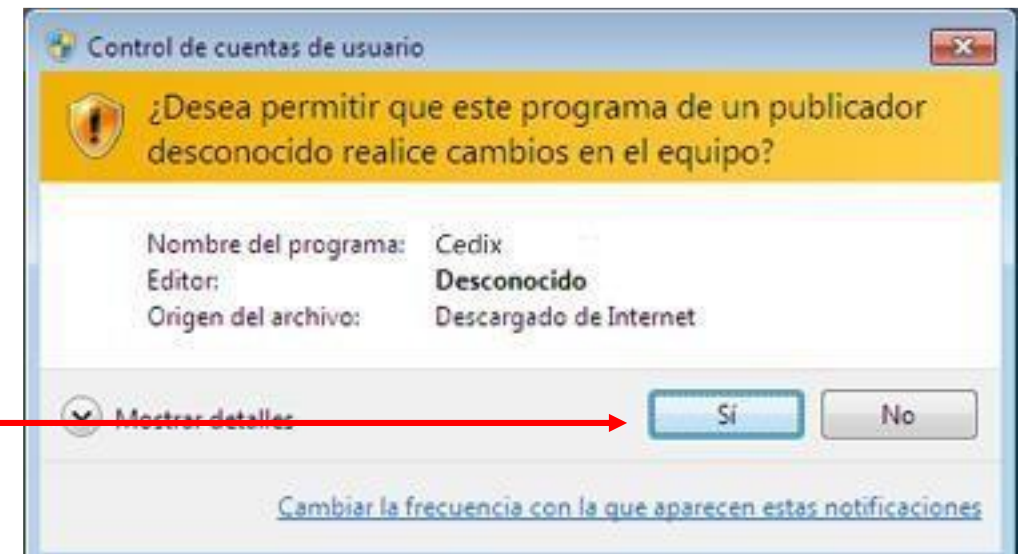 Control de cuentas de usuario
¿Desea permitir que este programa de un publicador
desconocido realice cambios en el equipo?
Nombre del programa: Cedix
Editor: Desconocido
Origen del archivo: Descargado de Internet
Mostrar detalles
Sí No
Cambiar la frecuencia con la que aparecen estas notificaciones